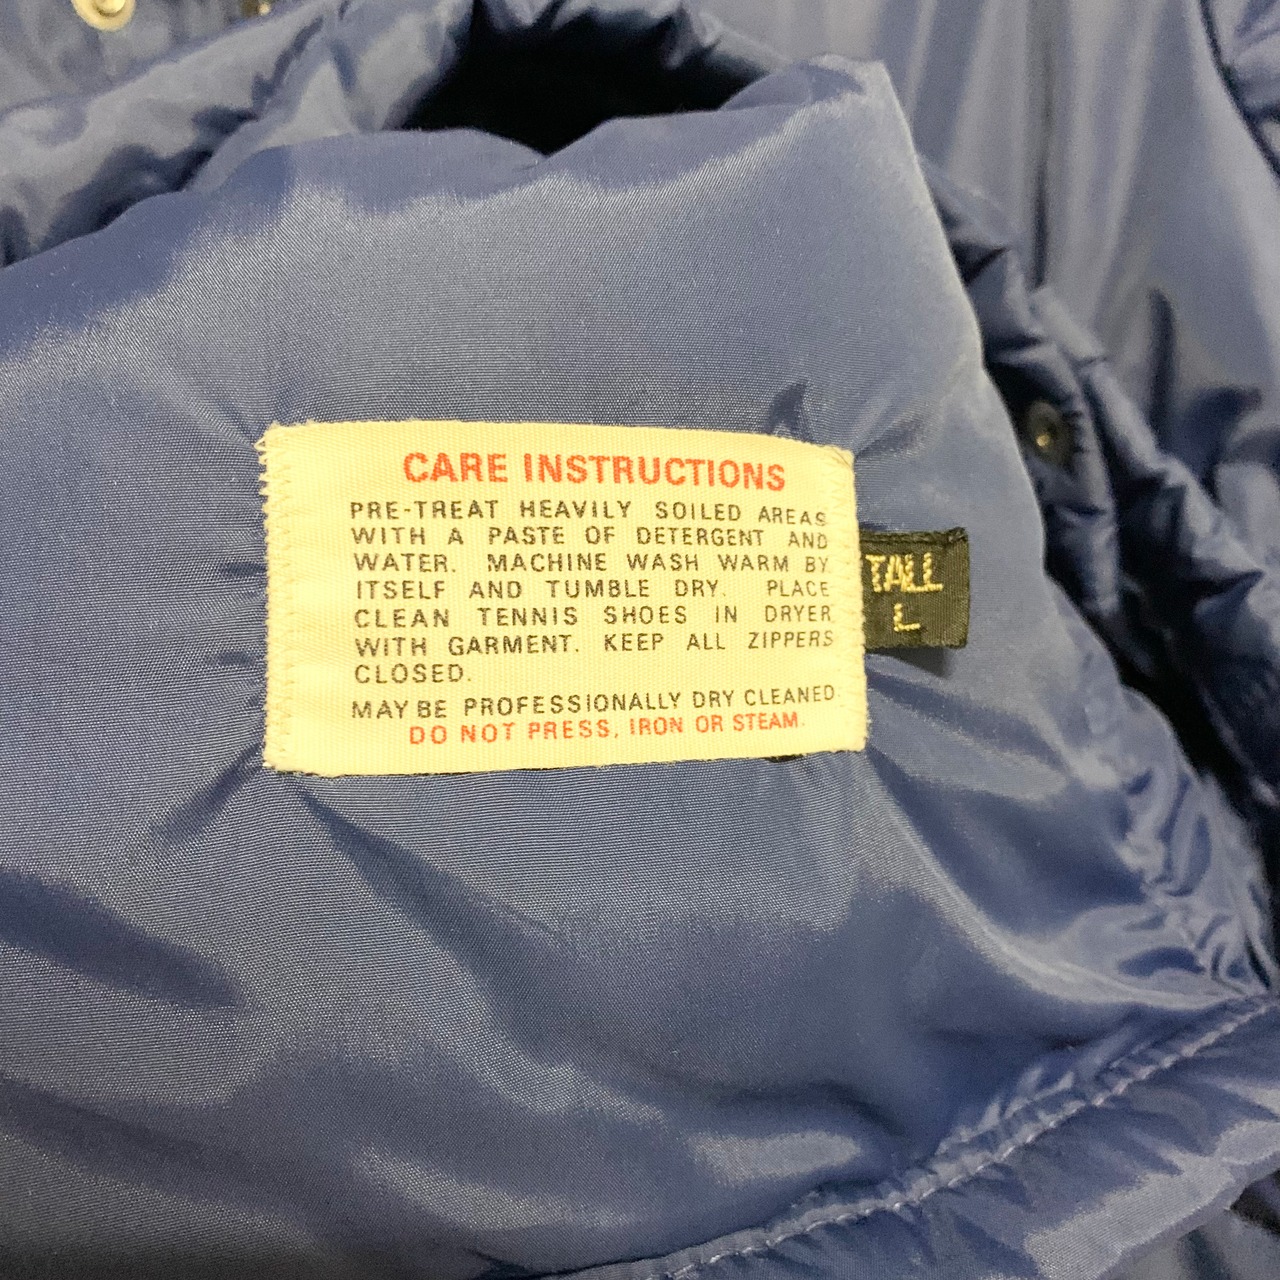 CARE INSTRUCTIONS
PRE-TREAT HEAVILY SOILED AREAS
WITH A PASTE OF DETERGENT AND
WATER. MACHINE WASH WARM BY
ITSELF AND TUMBLE DRY. PLACE
CLEAN TENNIS SHOES IN DRYER
WITH GARMENT. KEEP ALL ZIPPERS
CLOSED.
MAY BE PROFESSIONALLY DRY CLEANED
DO NOT PRESS, IRON OR STEAM.
TALL
L